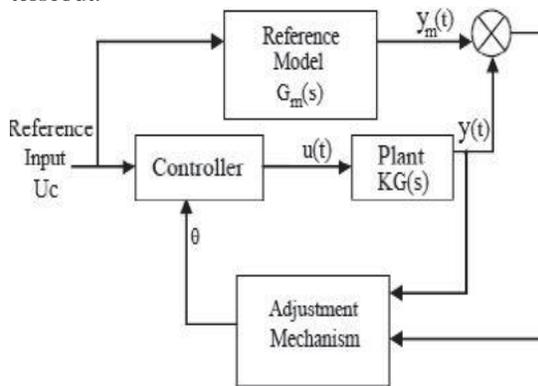 Reference
Model
G_m(s)
y_m(t)
Reference
Input
Uc
Controller
u(t)
Plant
KG(s)
y(t)
θ
Adjustment
Mechanism